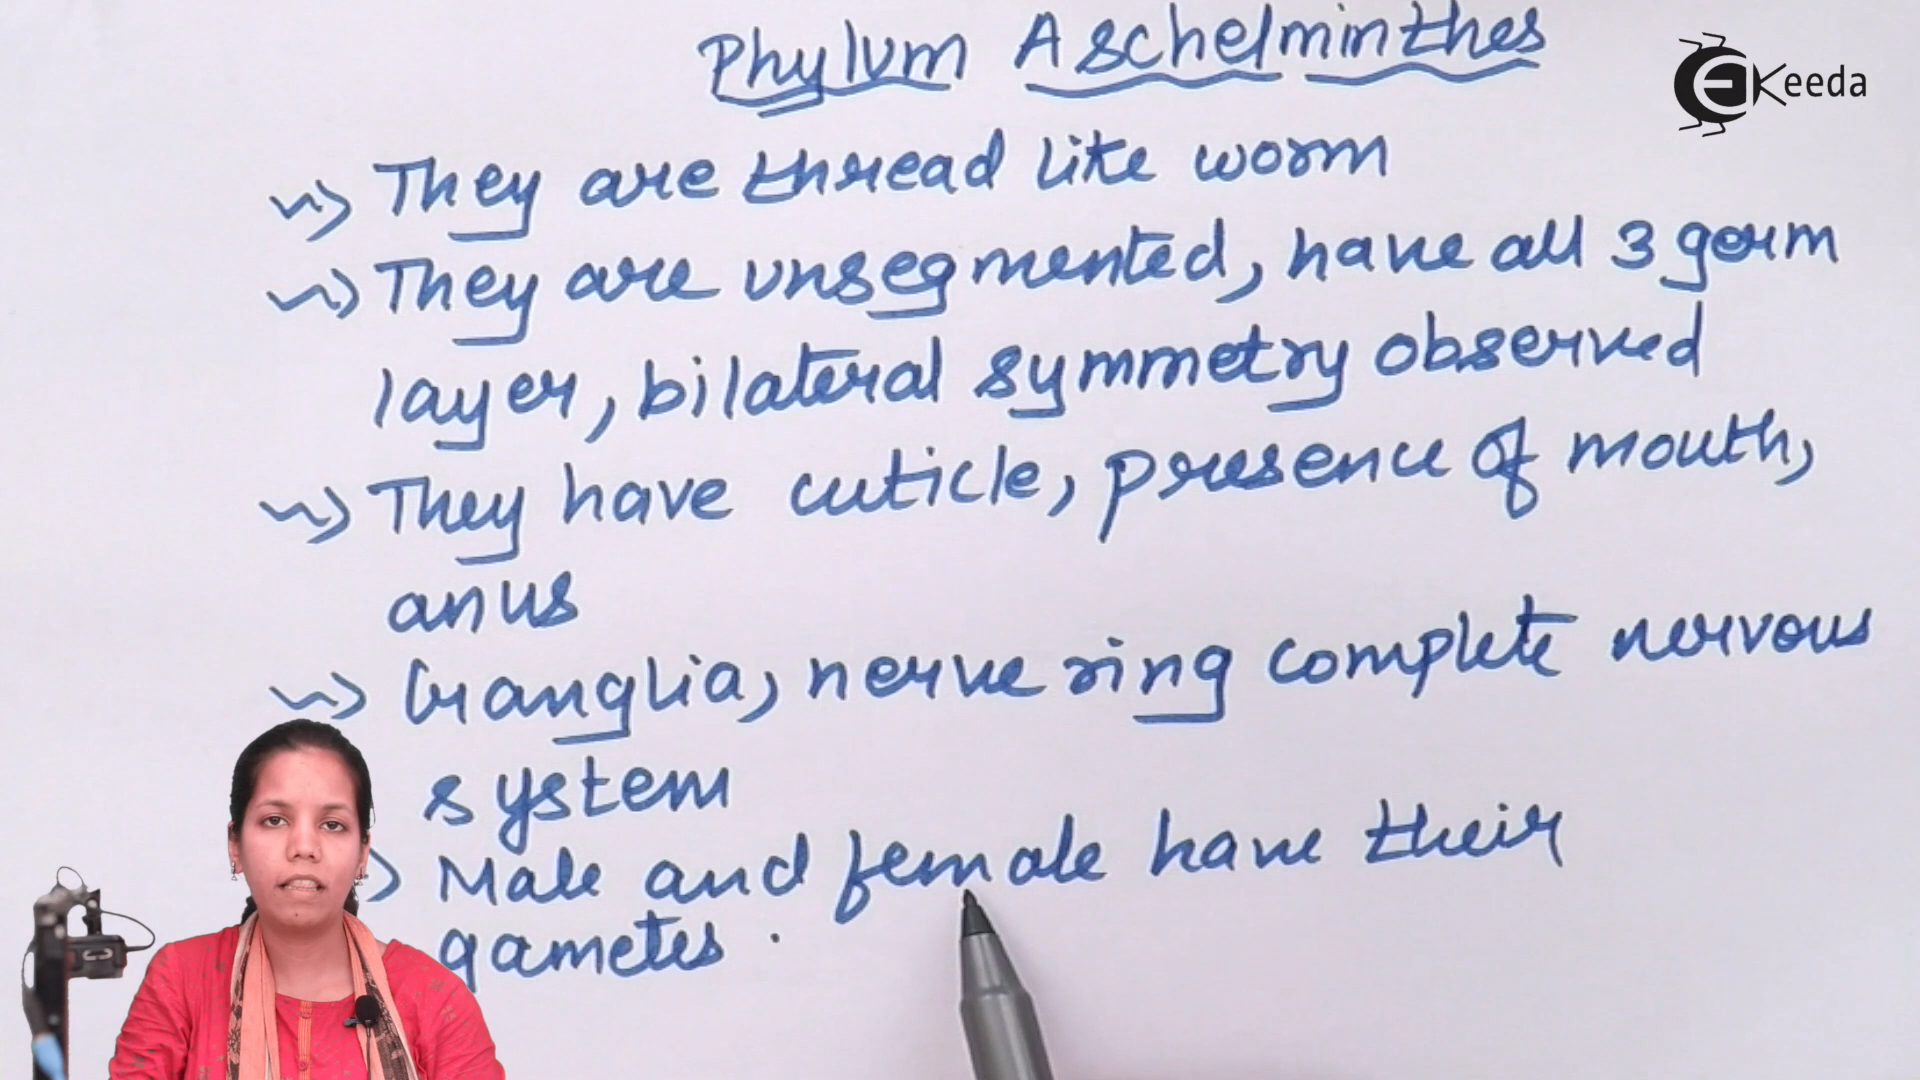 Phylum Aschelminthes
EKeeda
They are thread like worm
They are unsegmented, have all 3 germ
layer, bilateral symmetry observed
They have cuticle, presence of mouth,
anus
Ganglia, nerve ring complete nervous
system
Male and female have their
gametes.